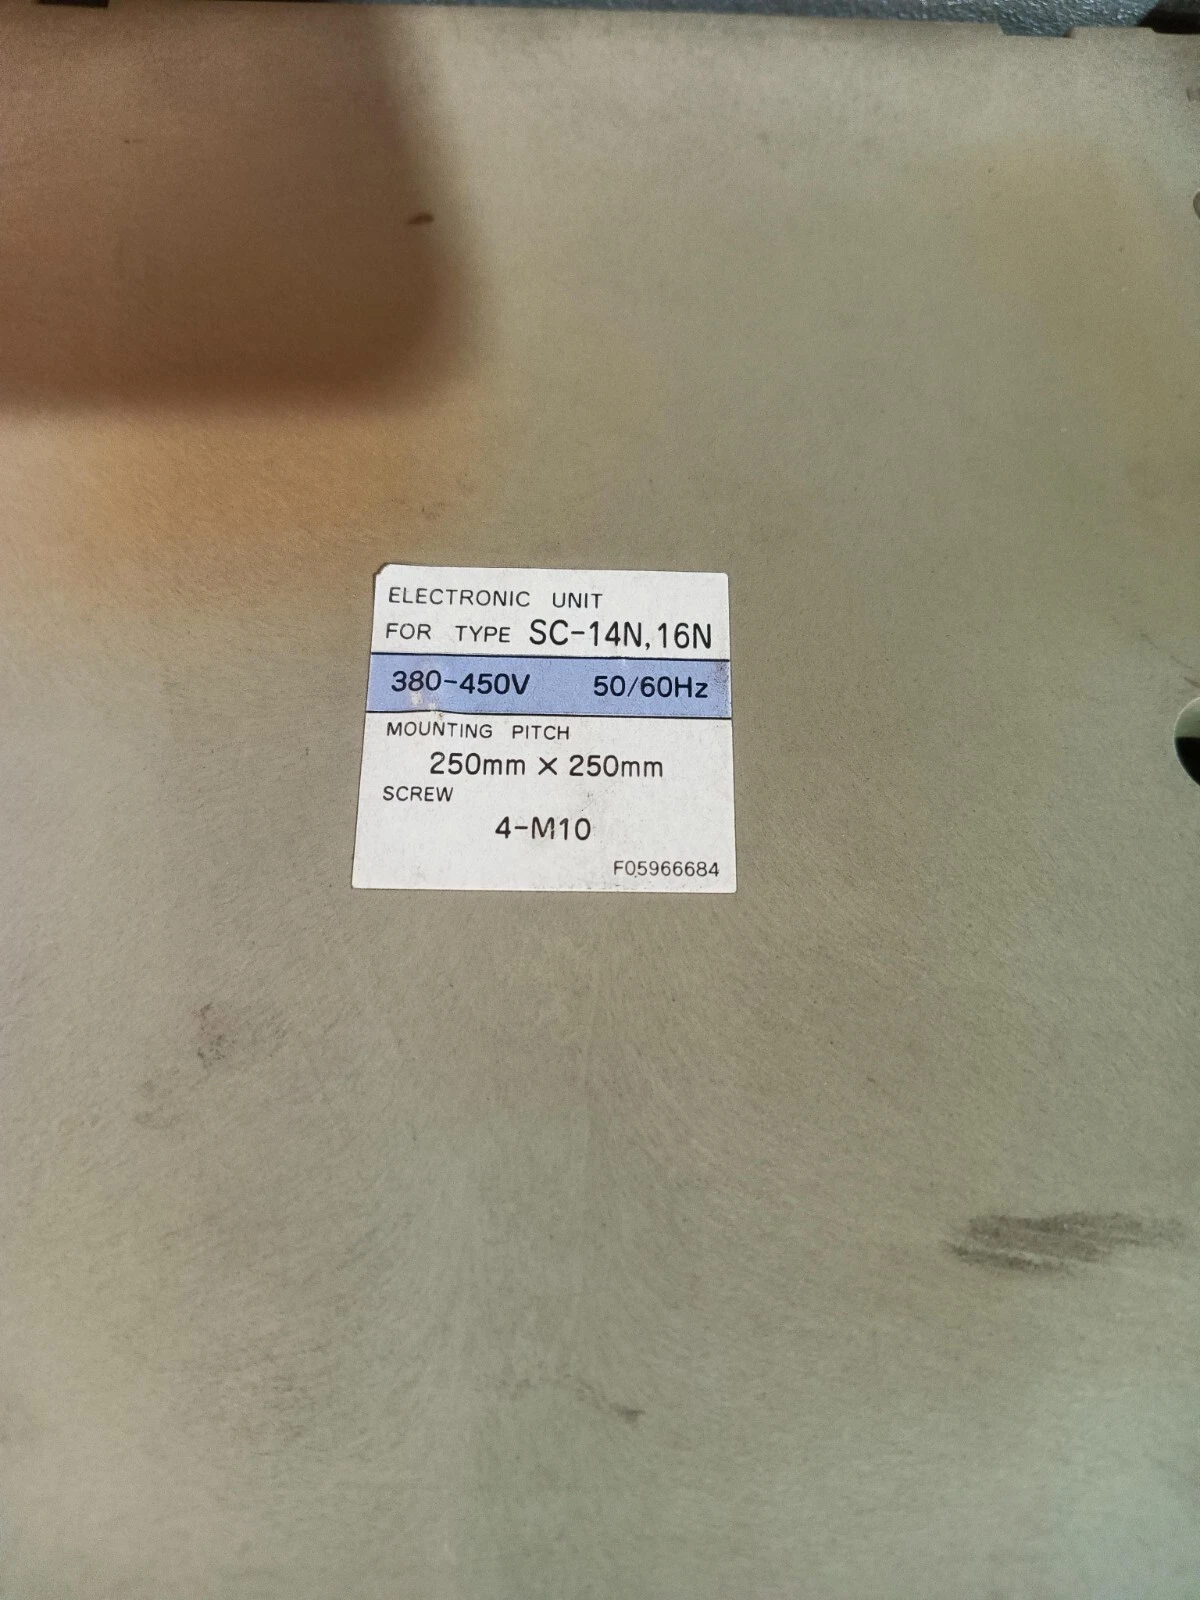 ELECTRONIC UNIT
FOR TYPE SC-14N,16N
380-450V 50/60Hz
MOUNTING PITCH
250mm × 250mm
SCREW
4-M10
F05966684